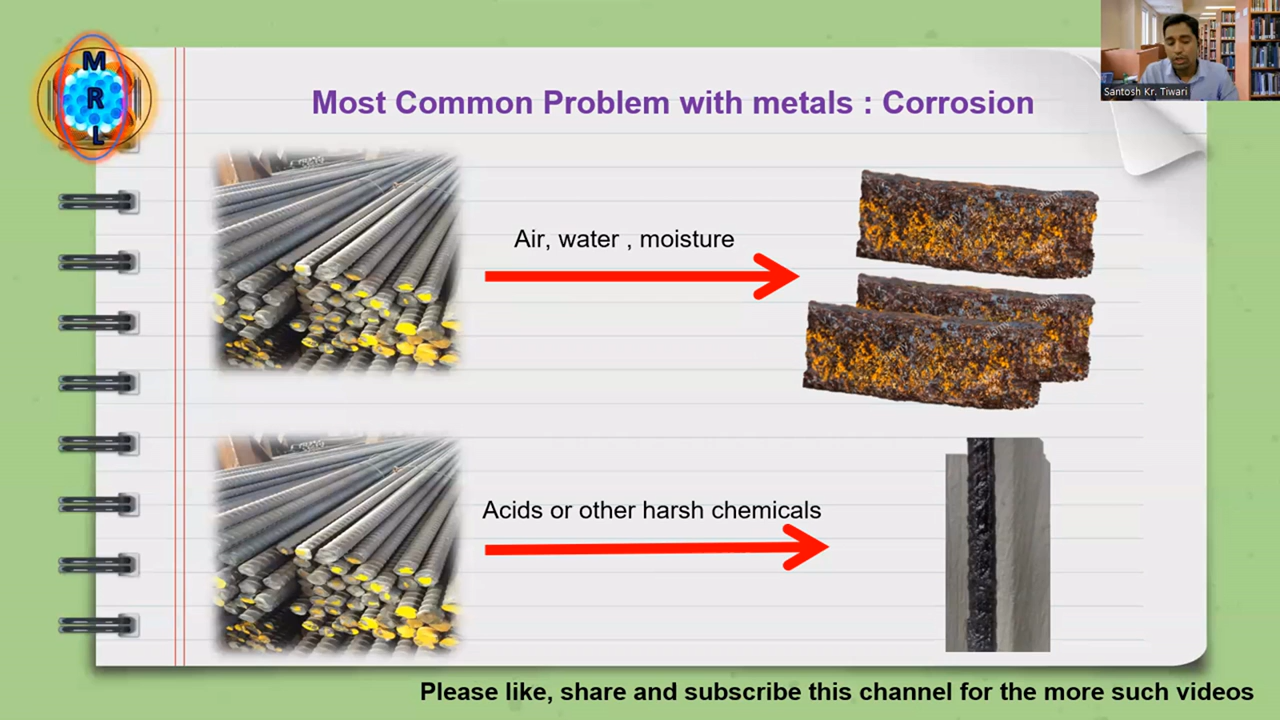 M
R
L
Most Common Problem with metals : Corrosion
Santosh Kr. Tiwari
Air, water , moisture
Acids or other harsh chemicals
Please like, share and subscribe this channel for the more such videos